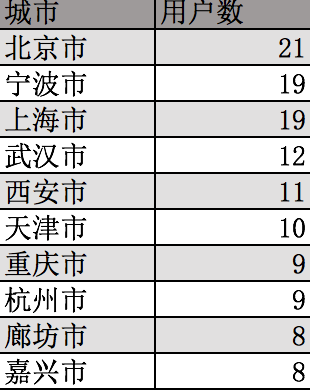 城市 用户数
北京市 21
宁波市 19
上海市 19
武汉市 12
西安市 11
天津市 10
重庆市 9
杭州市 9
廊坊市 8
嘉兴市 8